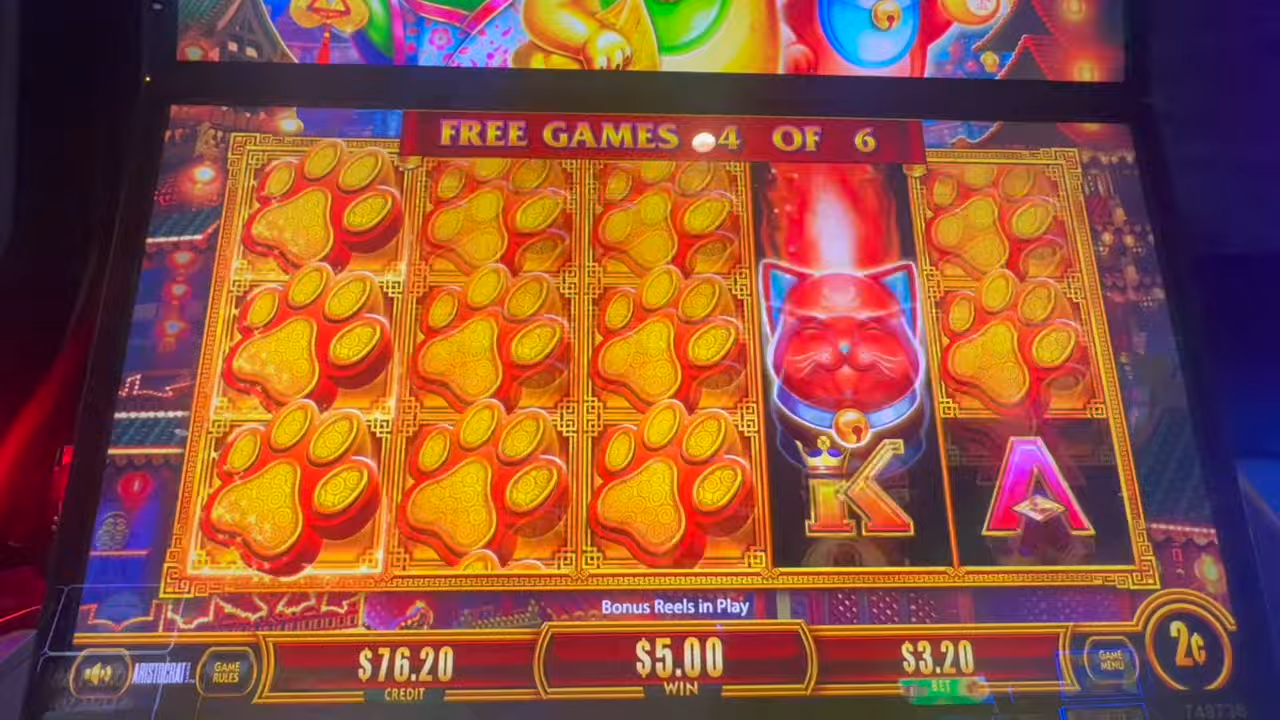 FREE GAMES 4 OF 6
K
A
Bonus Reels in Play
ARISTOCRAT
GAME
RULES
$76.20
CREDIT
$5.00
WIN
$3.20
BET
GAME
MENU
2¢